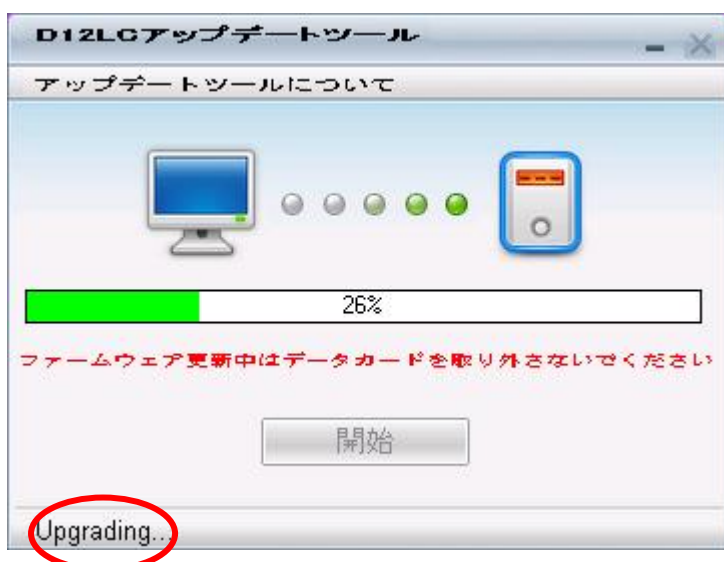 D12LCアップデートツール
アップデートツールについて
26%
ファームウェア更新中はデータカードを取り外さないでください
開始
Upgrading...